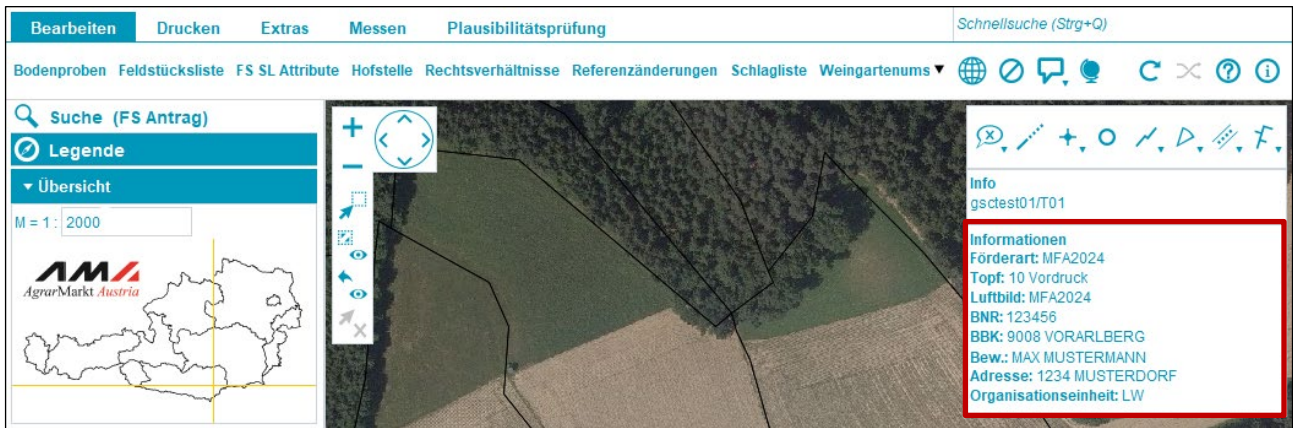 Bearbeiten Drucken Extras Messen Plausibilitätsprüfung Schnellsuche (Strg+Q)
Bodenproben Feldstücksliste FS SL Attribute Hofstelle Rechtsverhältnisse Referenzänderungen Schlagliste Weingartenums
Suche (FS Antrag)
Legende
Übersicht
M = 1 : 2000
AMA
AgrarMarkt Austria
Info
gsctest01/T01
Informationen
Förderart: MFA2024
Topf: 10 Vordruck
Luftbild: MFA2024
BNR: 123456
BBK: 9008 VORARLBERG
Bew.: MAX MUSTERMANN
Adresse: 1234 MUSTERDORF
Organisationseinheit: LW